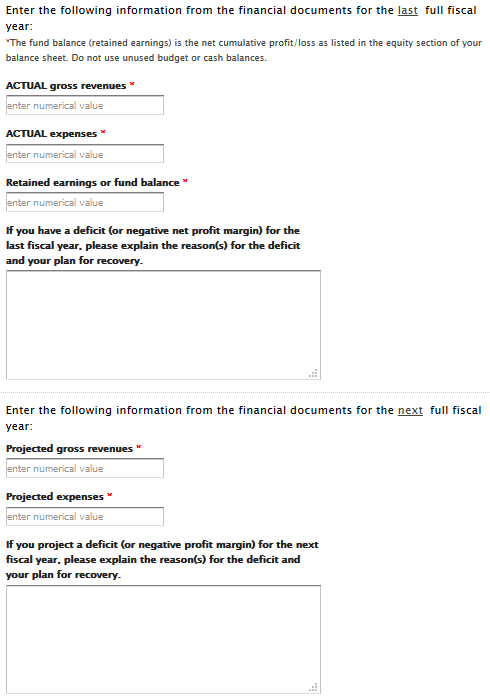 Enter the following information from the financial documents for the last full fiscal
year:
*The fund balance (retained earnings) is the net cumulative profit/loss as listed in the equity section of your
balance sheet. Do not use unused budget or cash balances.
ACTUAL gross revenues *
enter numerical value
ACTUAL expenses *
enter numerical value
Retained earnings or fund balance *
enter numerical value
If you have a deficit (or negative net profit margin) for the
last fiscal year, please explain the reason(s) for the deficit
and your plan for recovery.
Enter the following information from the financial documents for the next full fiscal
year:
Projected gross revenues *
enter numerical value
Projected expenses *
enter numerical value
If you project a deficit (or negative profit margin) for the next
fiscal year, please explain the reason(s) for the deficit and
your plan for recovery.